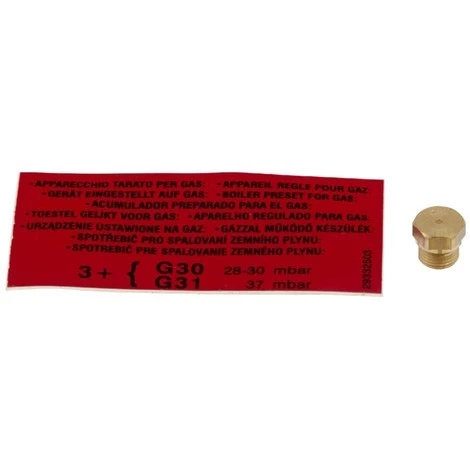 ·APPARECCHIO TARATO PER GAS: ·APPAREIL REGLE POUR GAZ:
·GERÄT EINGESTELLT AUF GAS: ·BOILER PRESET FOR GAS:
·ACUMULADOR PREPARADO PARA EL GAS:
·TOESTEL GEIJKT VOOR GAS: ·APARELHO REGULADO PARA GAS:
·URZĄDZENIE USTAWIONE NA GAZ: ·GÁZZAL MŰKÖDŐ KÉSZÜLÉK:
·SPOTŘEBIČ PRO SPALOVÁNÍ ZEMNÍHO PLYNU:
·SPOTREBIČ PRE SPAĽOVANIE ZEMNÉHO PLYNU:
3+ { G30 28-30 mbar
G31 37 mbar
29332503